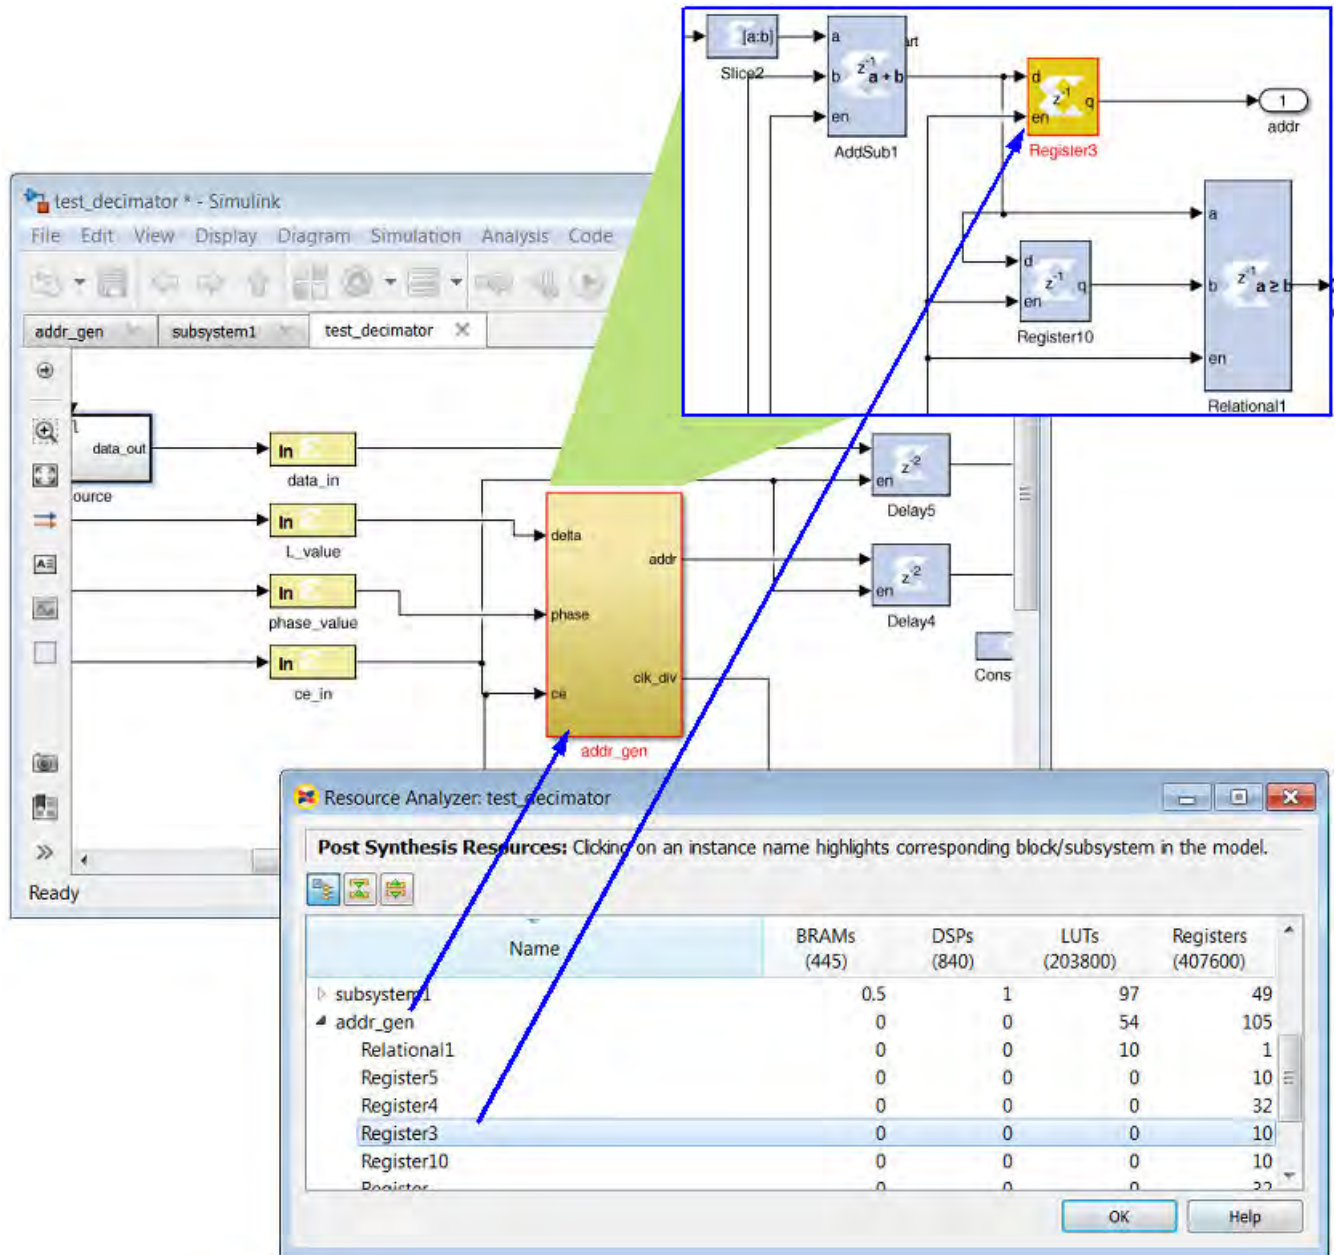 [a:b]
Slice2
a
b
en
z-1 a + b
AddSub1
art
d
en
z-1
q
Register3
1
addr
d
en
z-1
q
Register10
a
b
en
z-1 a ≥ b
Relational1
test_decimator * - Simulink
File Edit View Display Diagram Simulation Analysis Code
addr_gen
subsystem1
test_decimator
data_out
ource
In
data_in
In
L_value
In
phase_value
In
ce_in
delta
phase
ce
addr
clk_div
addr_gen
z-2
en
Delay5
z-2
en
Delay4
Cons
Ready
Resource Analyzer: test_decimator
Post Synthesis Resources: Clicking on an instance name highlights corresponding block/subsystem in the model.
Name BRAMs (445) DSPs (840) LUTs (203800) Registers (407600)
subsystem1 0.5 1 97 49
addr_gen 0 0 54 105
Relational1 0 0 10 1
Register5 0 0 0 10
Register4 0 0 0 32
Register3 0 0 0 10
Register10 0 0 0 10
Register 0 0 0 32
OK Help